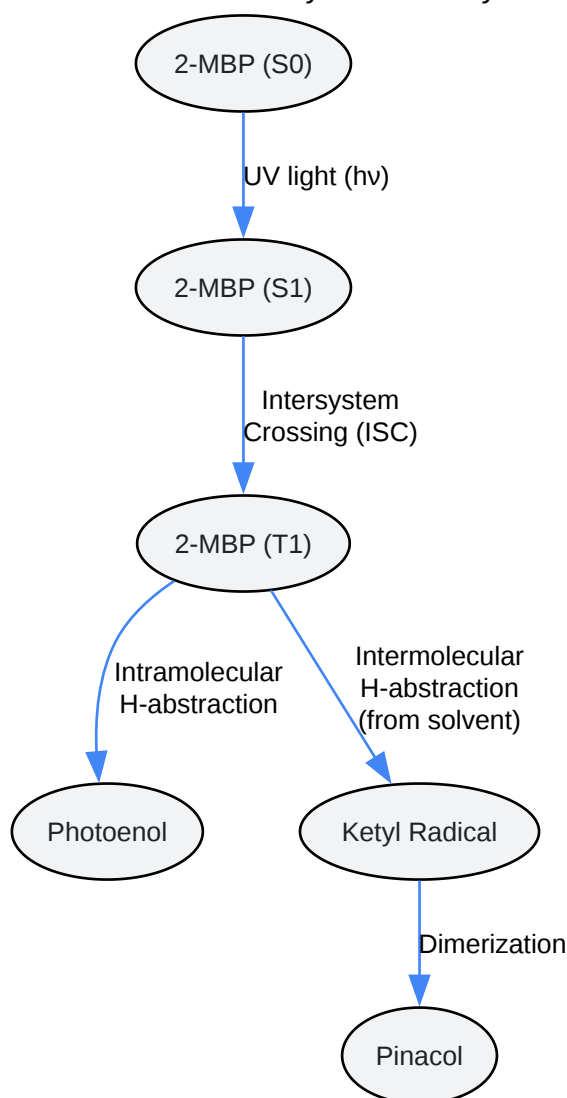 2-MBP (S0)
UV light (hν)
2-MBP (S1)
Intersystem
Crossing (ISC)
2-MBP (T1)
Intramolecular
H-abstraction
Intermolecular
H-abstraction
(from solvent)
Photoenol
Ketyl Radical
Dimerization
Pinacol